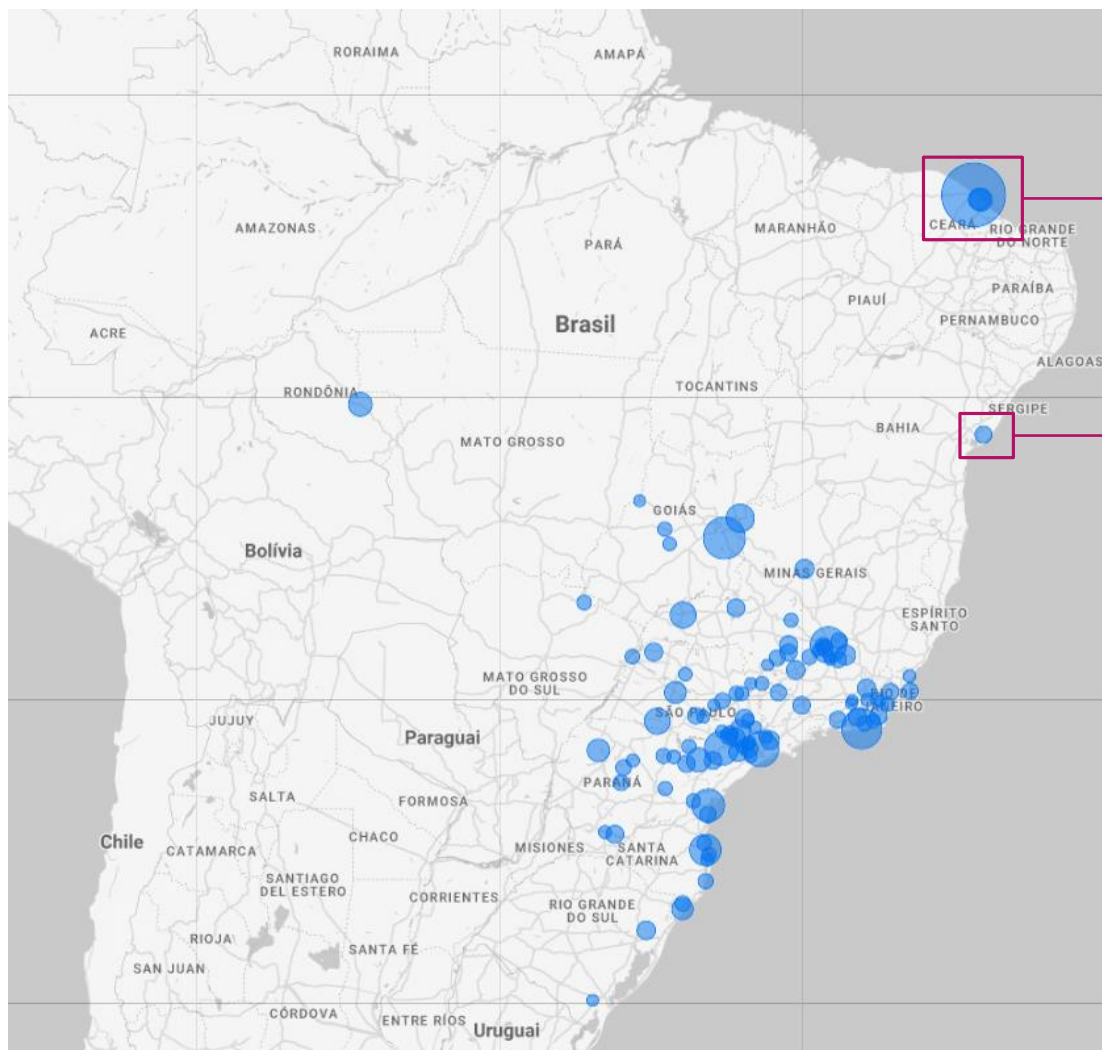 RORAIMA
AMAPÁ
AMAZONAS
PARÁ
MARANHÃO
CEARÁ
RIO GRANDE
DO NORTE
PARAÍBA
PIAUÍ
PERNAMBUCO
Brasil
ACRE
ALAGOAS
RONDÔNIA
TOCANTINS
SERGIPE
BAHIA
MATO GROSSO
GOIÁS
Bolívia
MINAS GERAIS
ESPÍRITO
SANTO
MATO GROSSO
DO SUL
RIO DE
JANEIRO
SÃO PAULO
JUJUY
Paraguai
PARANÁ
SALTA
FORMOSA
CHACO
Chile
CATAMARCA
MISIONES
SANTA
CATARINA
SANTIAGO
DEL ESTERO
CORRIENTES
RIO GRANDE
DO SUL
RIOJA
SANTA FÉ
SAN JUAN
CÓRDOVA
ENTRE RÍOS
Uruguai